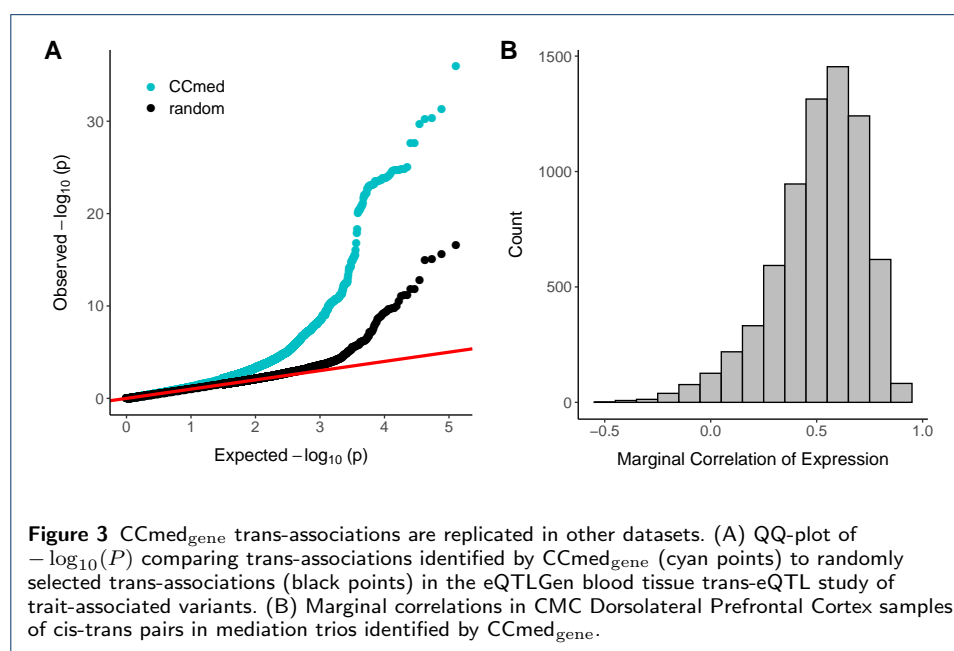 A
CCmed
random
Observed −log10 (p)
30
20
10
0
0 1 2 3 4 5
Expected −log10 (p)
B
Count
1500
1000
500
0
−0.5 0.0 0.5 1.0
Marginal Correlation of Expression
Figure 3 CCmedgene trans-associations are replicated in other datasets. (A) QQ-plot of
− log10(P) comparing trans-associations identified by CCmedgene (cyan points) to randomly
selected trans-associations (black points) in the eQTLGen blood tissue trans-eQTL study of
trait-associated variants. (B) Marginal correlations in CMC Dorsolateral Prefrontal Cortex samples
of cis-trans pairs in mediation trios identified by CCmedgene.